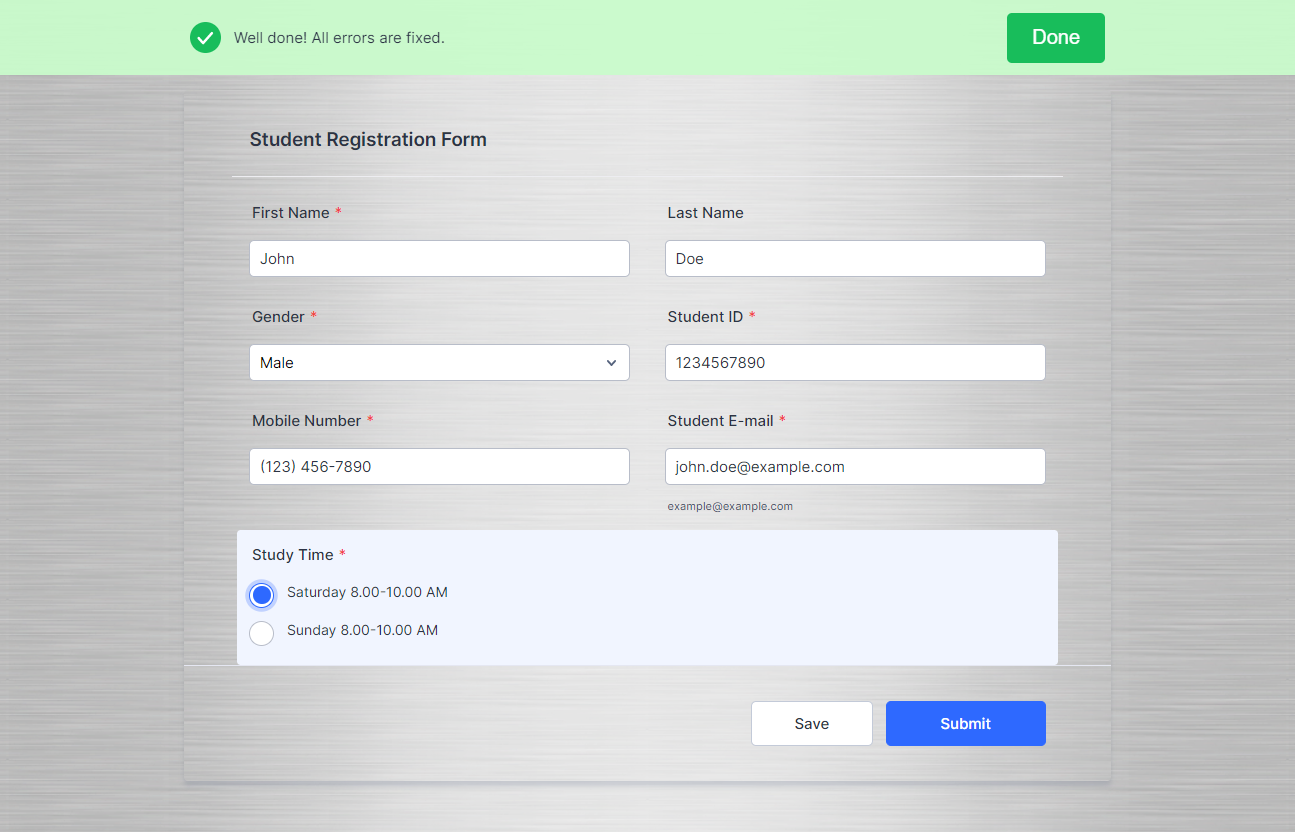 Well done! All errors are fixed.
Done
Student Registration Form
First Name *
Last Name
John
Doe
Gender *
Student ID *
Male
1234567890
Mobile Number *
Student E-mail *
(123) 456-7890
john.doe@example.com
example@example.com
Study Time *
Saturday 8.00-10.00 AM
Sunday 8.00-10.00 AM
Save
Submit